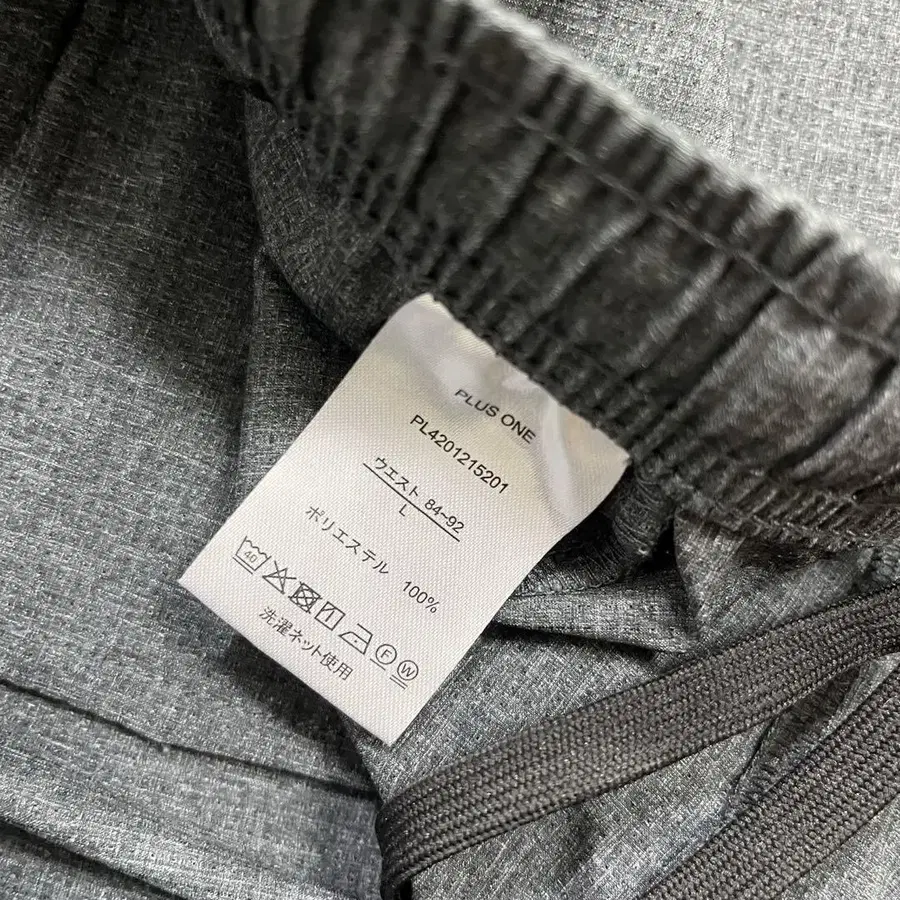 PLUS ONE
PL4201215201
ウエスト 84~92
L
ポリエステル 100%
40 F W
洗濯ネット使用